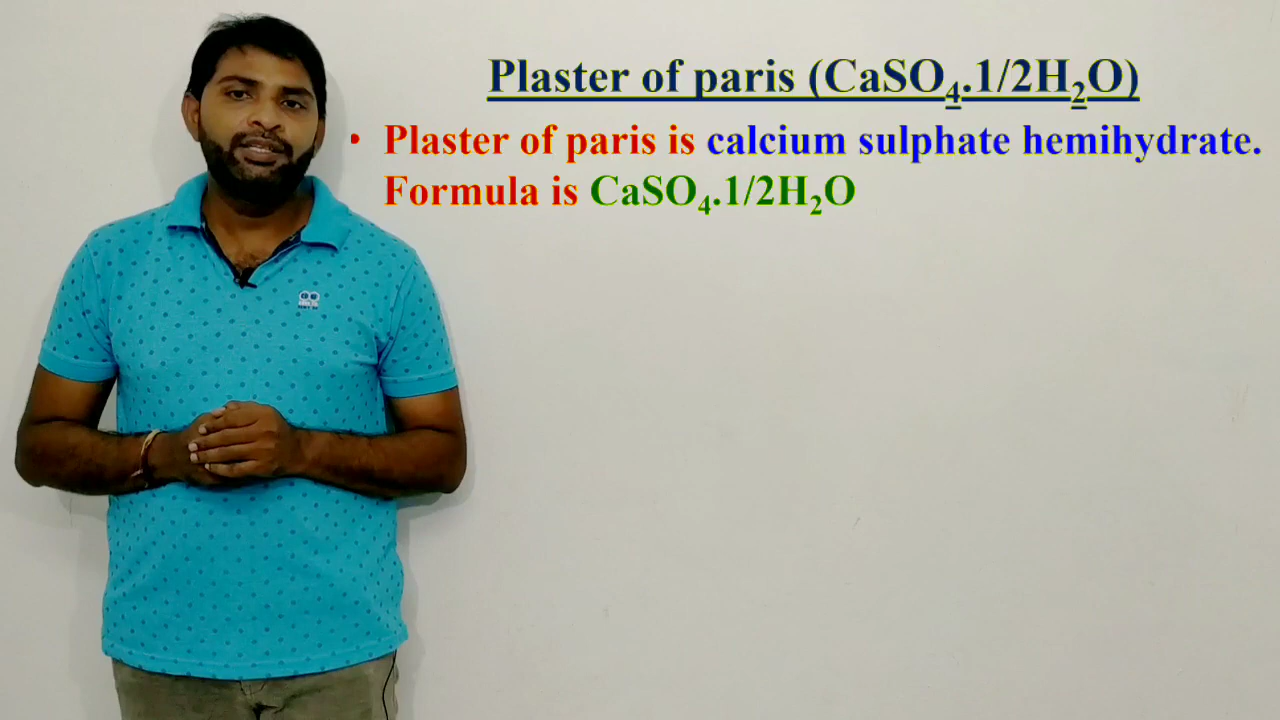 Plaster of paris (CaSO₄.1/2H₂O)
• Plaster of paris is calcium sulphate hemihydrate.
Formula is CaSO₄.1/2H₂O